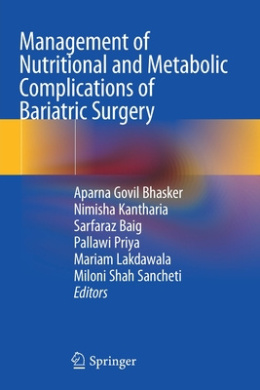 Management of
Nutritional and Metabolic
Complications of
Bariatric Surgery
Aparna Govil Bhasker
Nimisha Kantharia
Sarfaraz Baig
Pallawi Priya
Mariam Lakdawala
Miloni Shah Sancheti
Editors
Springer